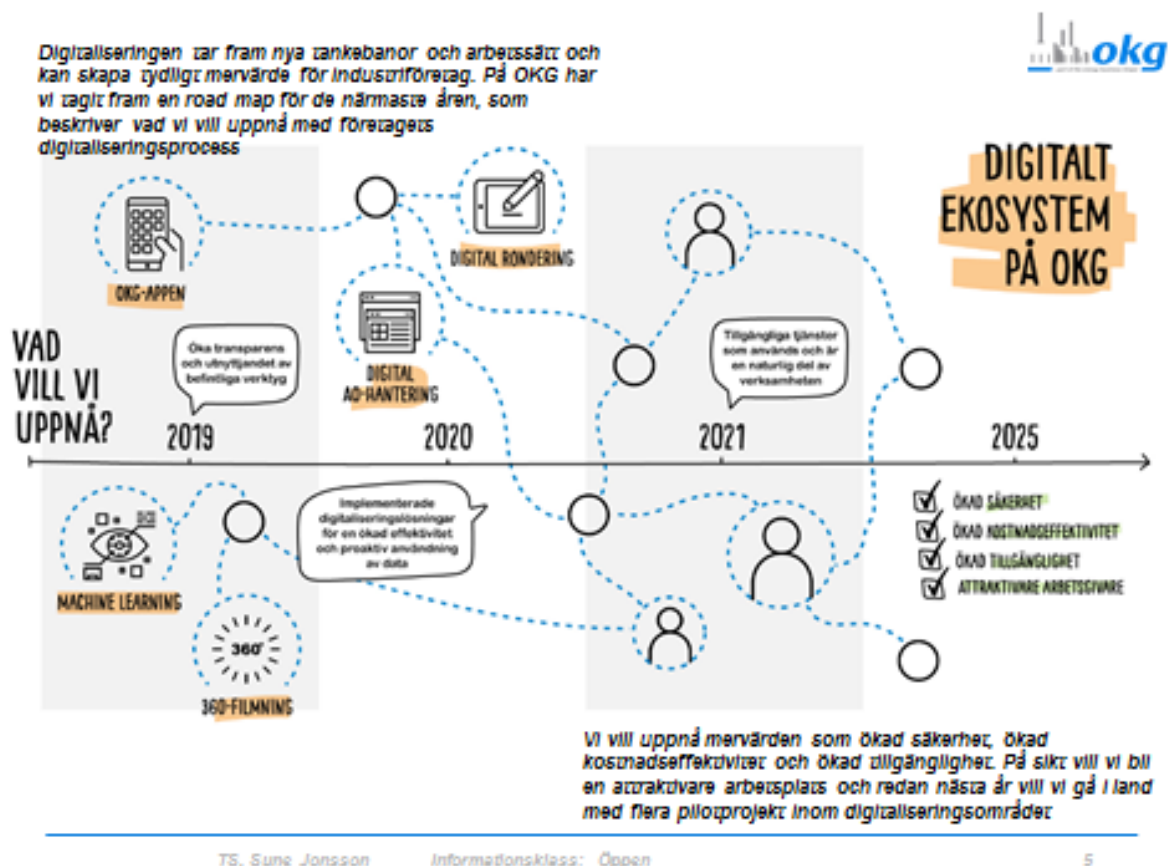 Digitaliseringen tar fram nya tankebanor och arbetssätt och
kan skapa tydligt mervärde för industriföretag. På OKG har
vi tagit fram en road map för de närmaste åren, som
beskriver vad vi vill uppnå med företagets
digitaliseringsprocess
okg
DIGITALT
EKOSYSTEM
PÅ OKG
OKG-APPEN
DIGITAL RONDERING
DIGITAL
AO-HANTERING
VAD
VILL VI
UPPNÅ?
Öka transparens
och utnyttjandet av
befintliga verktyg
Tillgängliga tjänster
som används och är
en naturlig del av
verksamheten
2019
2020
2021
2025
Implementerade
digitaliseringslösningar
för en ökad effektivitet
och proaktiv användning
av data
MACHINE LEARNING
360°
360-FILMNING
ÖKAD SÄKERHET
ÖKAD KOSTNADSEFFEKTIVITET
ÖKAD TILLGÄNGLIGHET
ATTRAKTIVARE ARBETSGIVARE
Vi vill uppnå mervärden som ökad säkerhet, ökad
kostnadseffektivitet och ökad tillgänglighet. På sikt vill vi bli
en attraktivare arbetsplats och redan nästa år vill vi gå i land
med flera pilotprojekt inom digitaliseringsområdet
TS, Sune Jonsson Informationsklass: Öppen 5